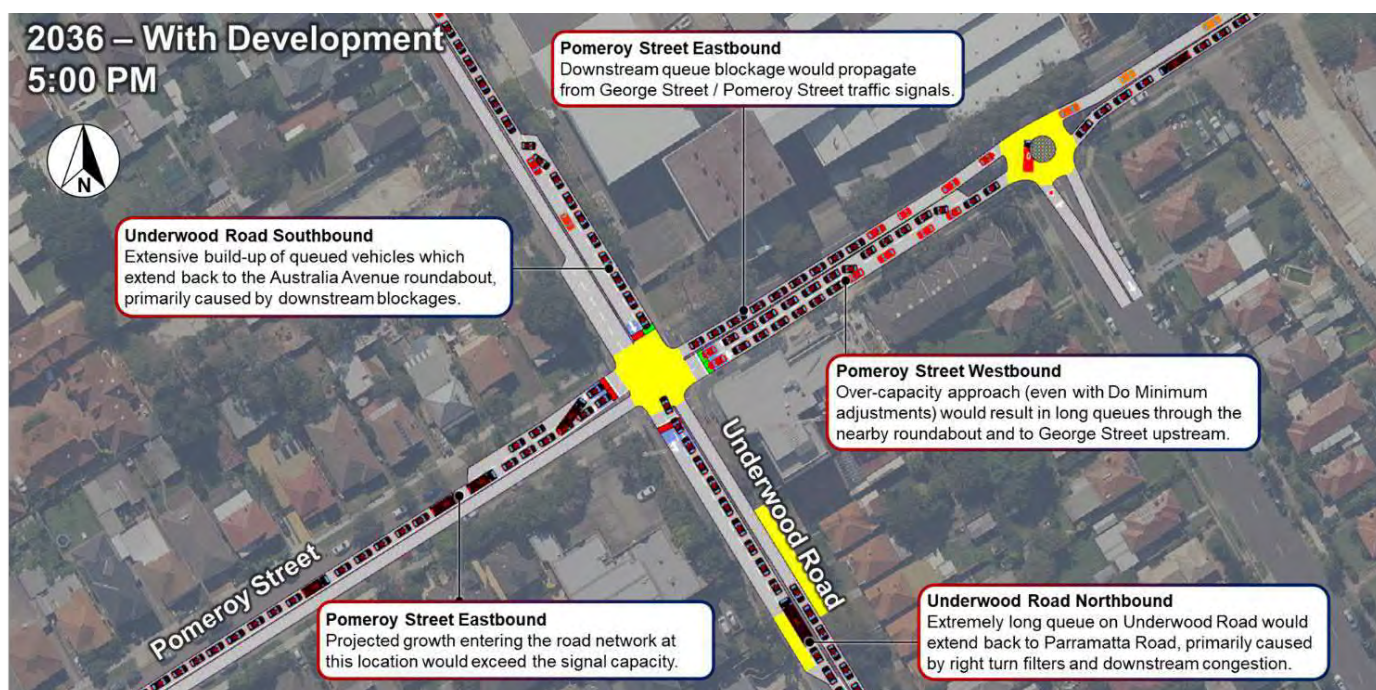 2036 – With Development
5:00 PM
N
Pomeroy Street Eastbound
Downstream queue blockage would propagate
from George Street / Pomeroy Street traffic signals.
Underwood Road Southbound
Extensive build-up of queued vehicles which
extend back to the Australia Avenue roundabout,
primarily caused by downstream blockages.
Pomeroy Street Westbound
Over-capacity approach (even with Do Minimum
adjustments) would result in long queues through the
nearby roundabout and to George Street upstream.
Underwood Road
Pomeroy Street
Pomeroy Street Eastbound
Projected growth entering the road network at
this location would exceed the signal capacity.
Underwood Road Northbound
Extremely long queue on Underwood Road would
extend back to Parramatta Road, primarily caused
by right turn filters and downstream congestion.